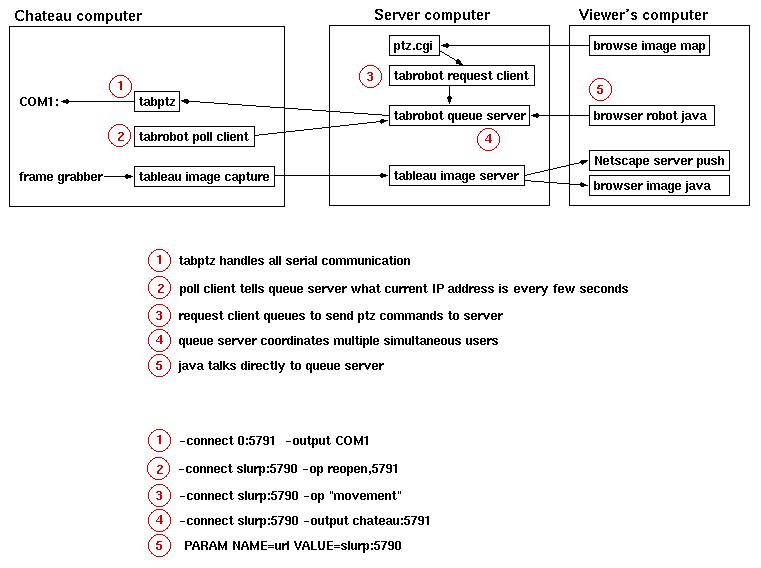 Chateau computer
Server computer
Viewer's computer
ptz.cgi
browse image map
3
tabrobot request client
1
5
COM1:
tabptz
tabrobot queue server
browser robot java
2
tabrobot poll client
4
Netscape server push
frame grabber
tableau image capture
tableau image server
browser image java
1 tabptz handles all serial communication
2 poll client tells queue server what current IP address is every few seconds
3 request client queues to send ptz commands to server
4 queue server coordinates multiple simultaneous users
5 java talks directly to queue server
1 -connect 0:5791 -output COM1
2 -connect slurp:5790 -op reopen,5791
3 -connect slurp:5790 -op "movement"
4 -connect slurp:5790 -output chateau:5791
5 PARAM NAME=url VALUE=slurp:5790